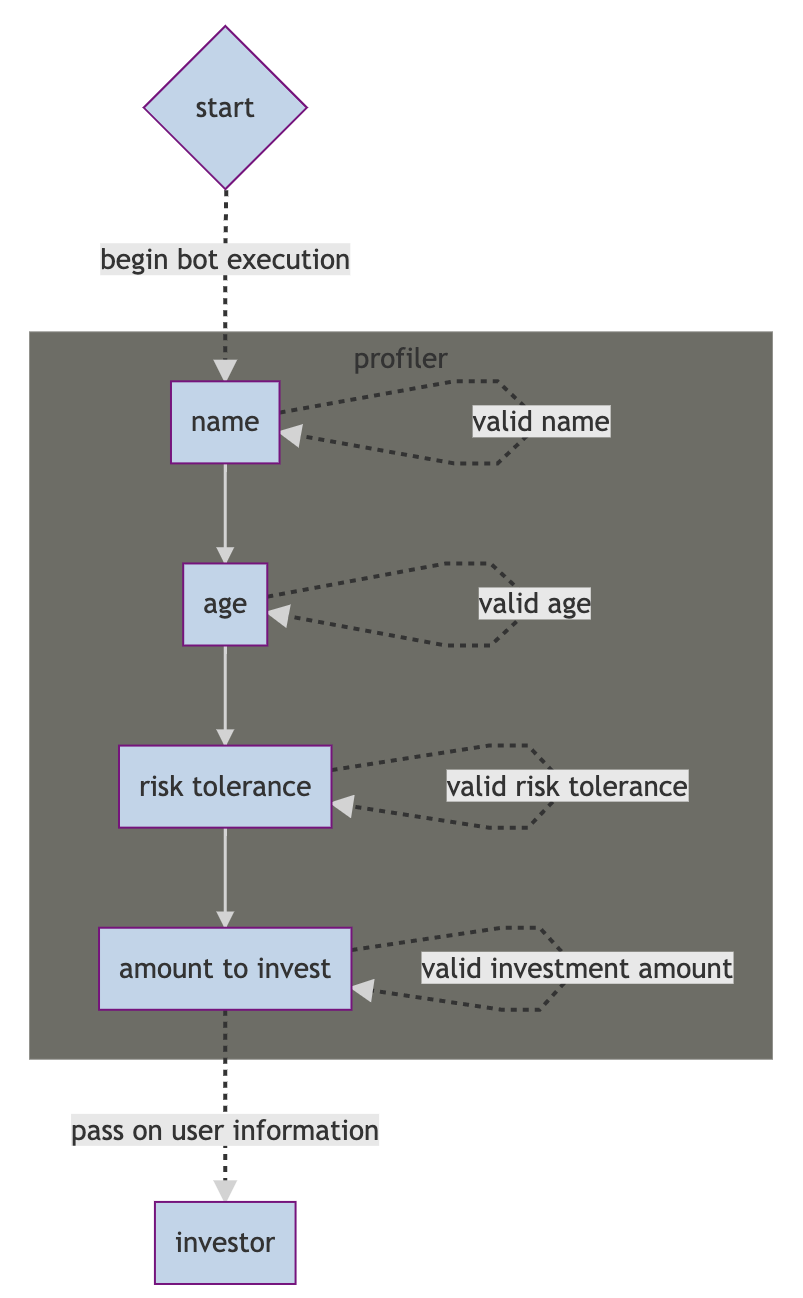 start
begin bot execution
profiler
name
valid name
age
valid age
risk tolerance
valid risk tolerance
amount to invest
valid investment amount
pass on user information
investor